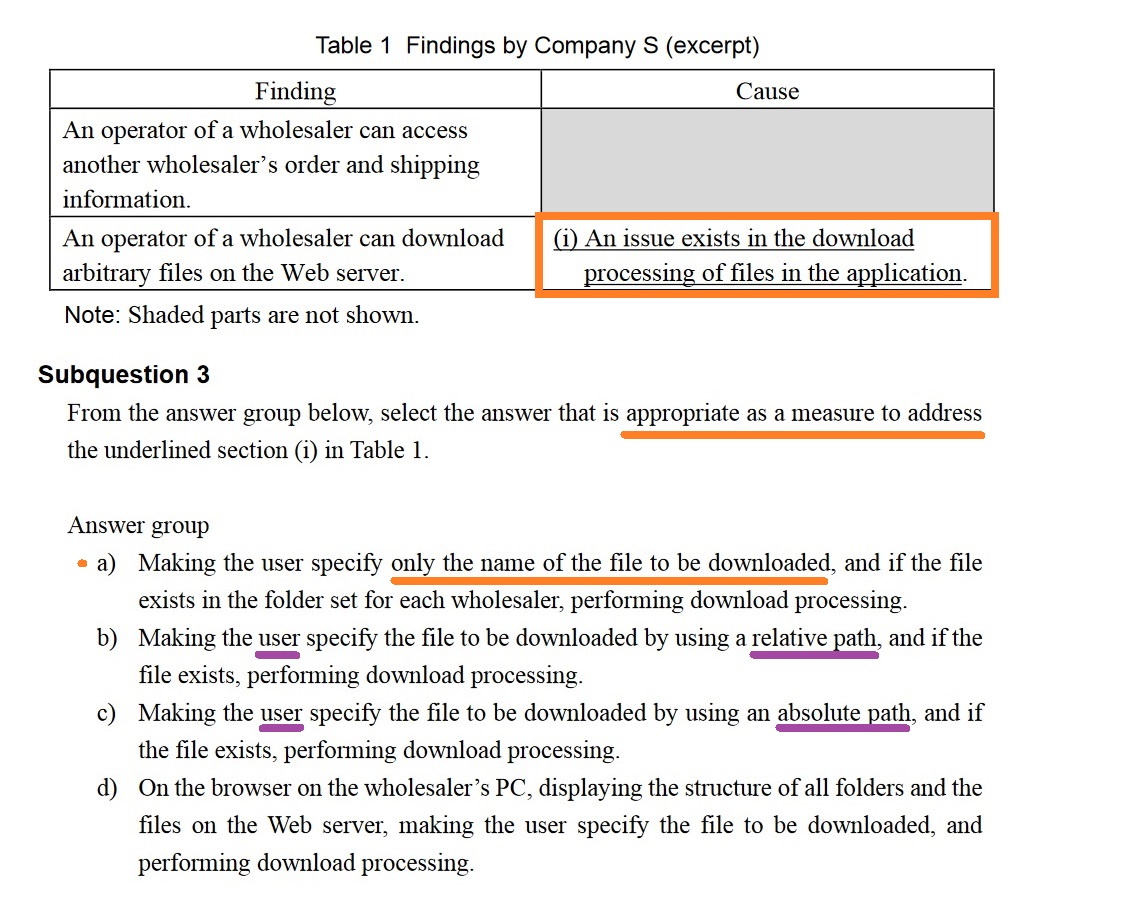 Table 1 Findings by Company S (excerpt)
Finding
Cause
An operator of a wholesaler can access
another wholesaler's order and shipping
information.
An operator of a wholesaler can download
arbitrary files on the Web server.
(i) An issue exists in the download
processing of files in the application.
Note: Shaded parts are not shown.
Subquestion 3
From the answer group below, select the answer that is appropriate as a measure to address
the underlined section (i) in Table 1.
Answer group
a) Making the user specify only the name of the file to be downloaded, and if the file
exists in the folder set for each wholesaler, performing download processing.
b) Making the user specify the file to be downloaded by using a relative path, and if the
file exists, performing download processing.
c) Making the user specify the file to be downloaded by using an absolute path, and if
the file exists, performing download processing.
d) On the browser on the wholesaler's PC, displaying the structure of all folders and the
files on the Web server, making the user specify the file to be downloaded, and
performing download processing.